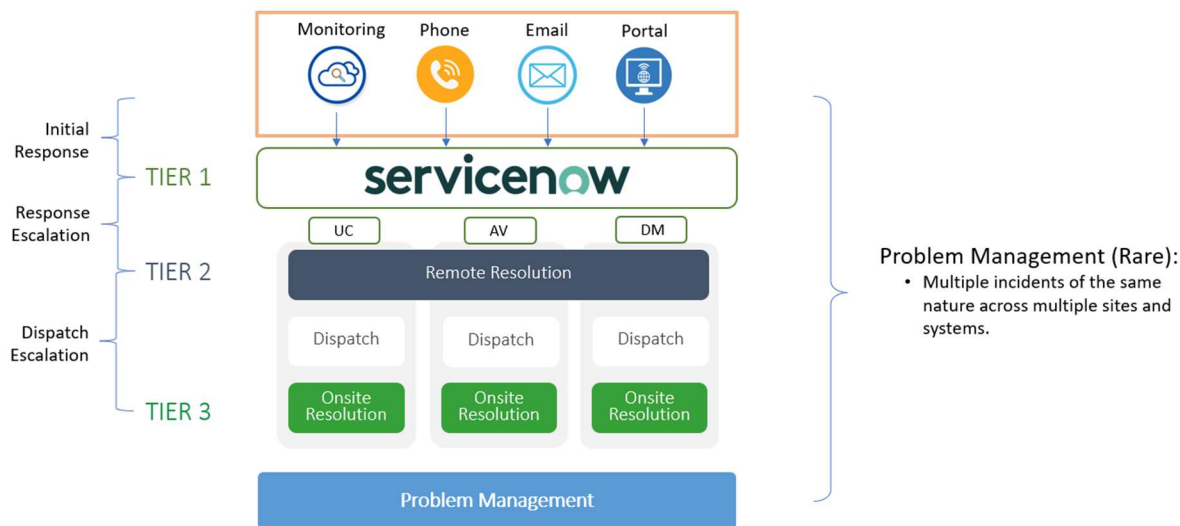 Monitoring
Phone
Email
Portal
Initial
Response
TIER 1
servicenow
Response
Escalation
UC
AV
DM
TIER 2
Remote Resolution
Problem Management (Rare):
• Multiple incidents of the same
nature across multiple sites and
systems.
Dispatch
Escalation
Dispatch
Dispatch
Dispatch
TIER 3
Onsite
Resolution
Onsite
Resolution
Onsite
Resolution
Problem Management